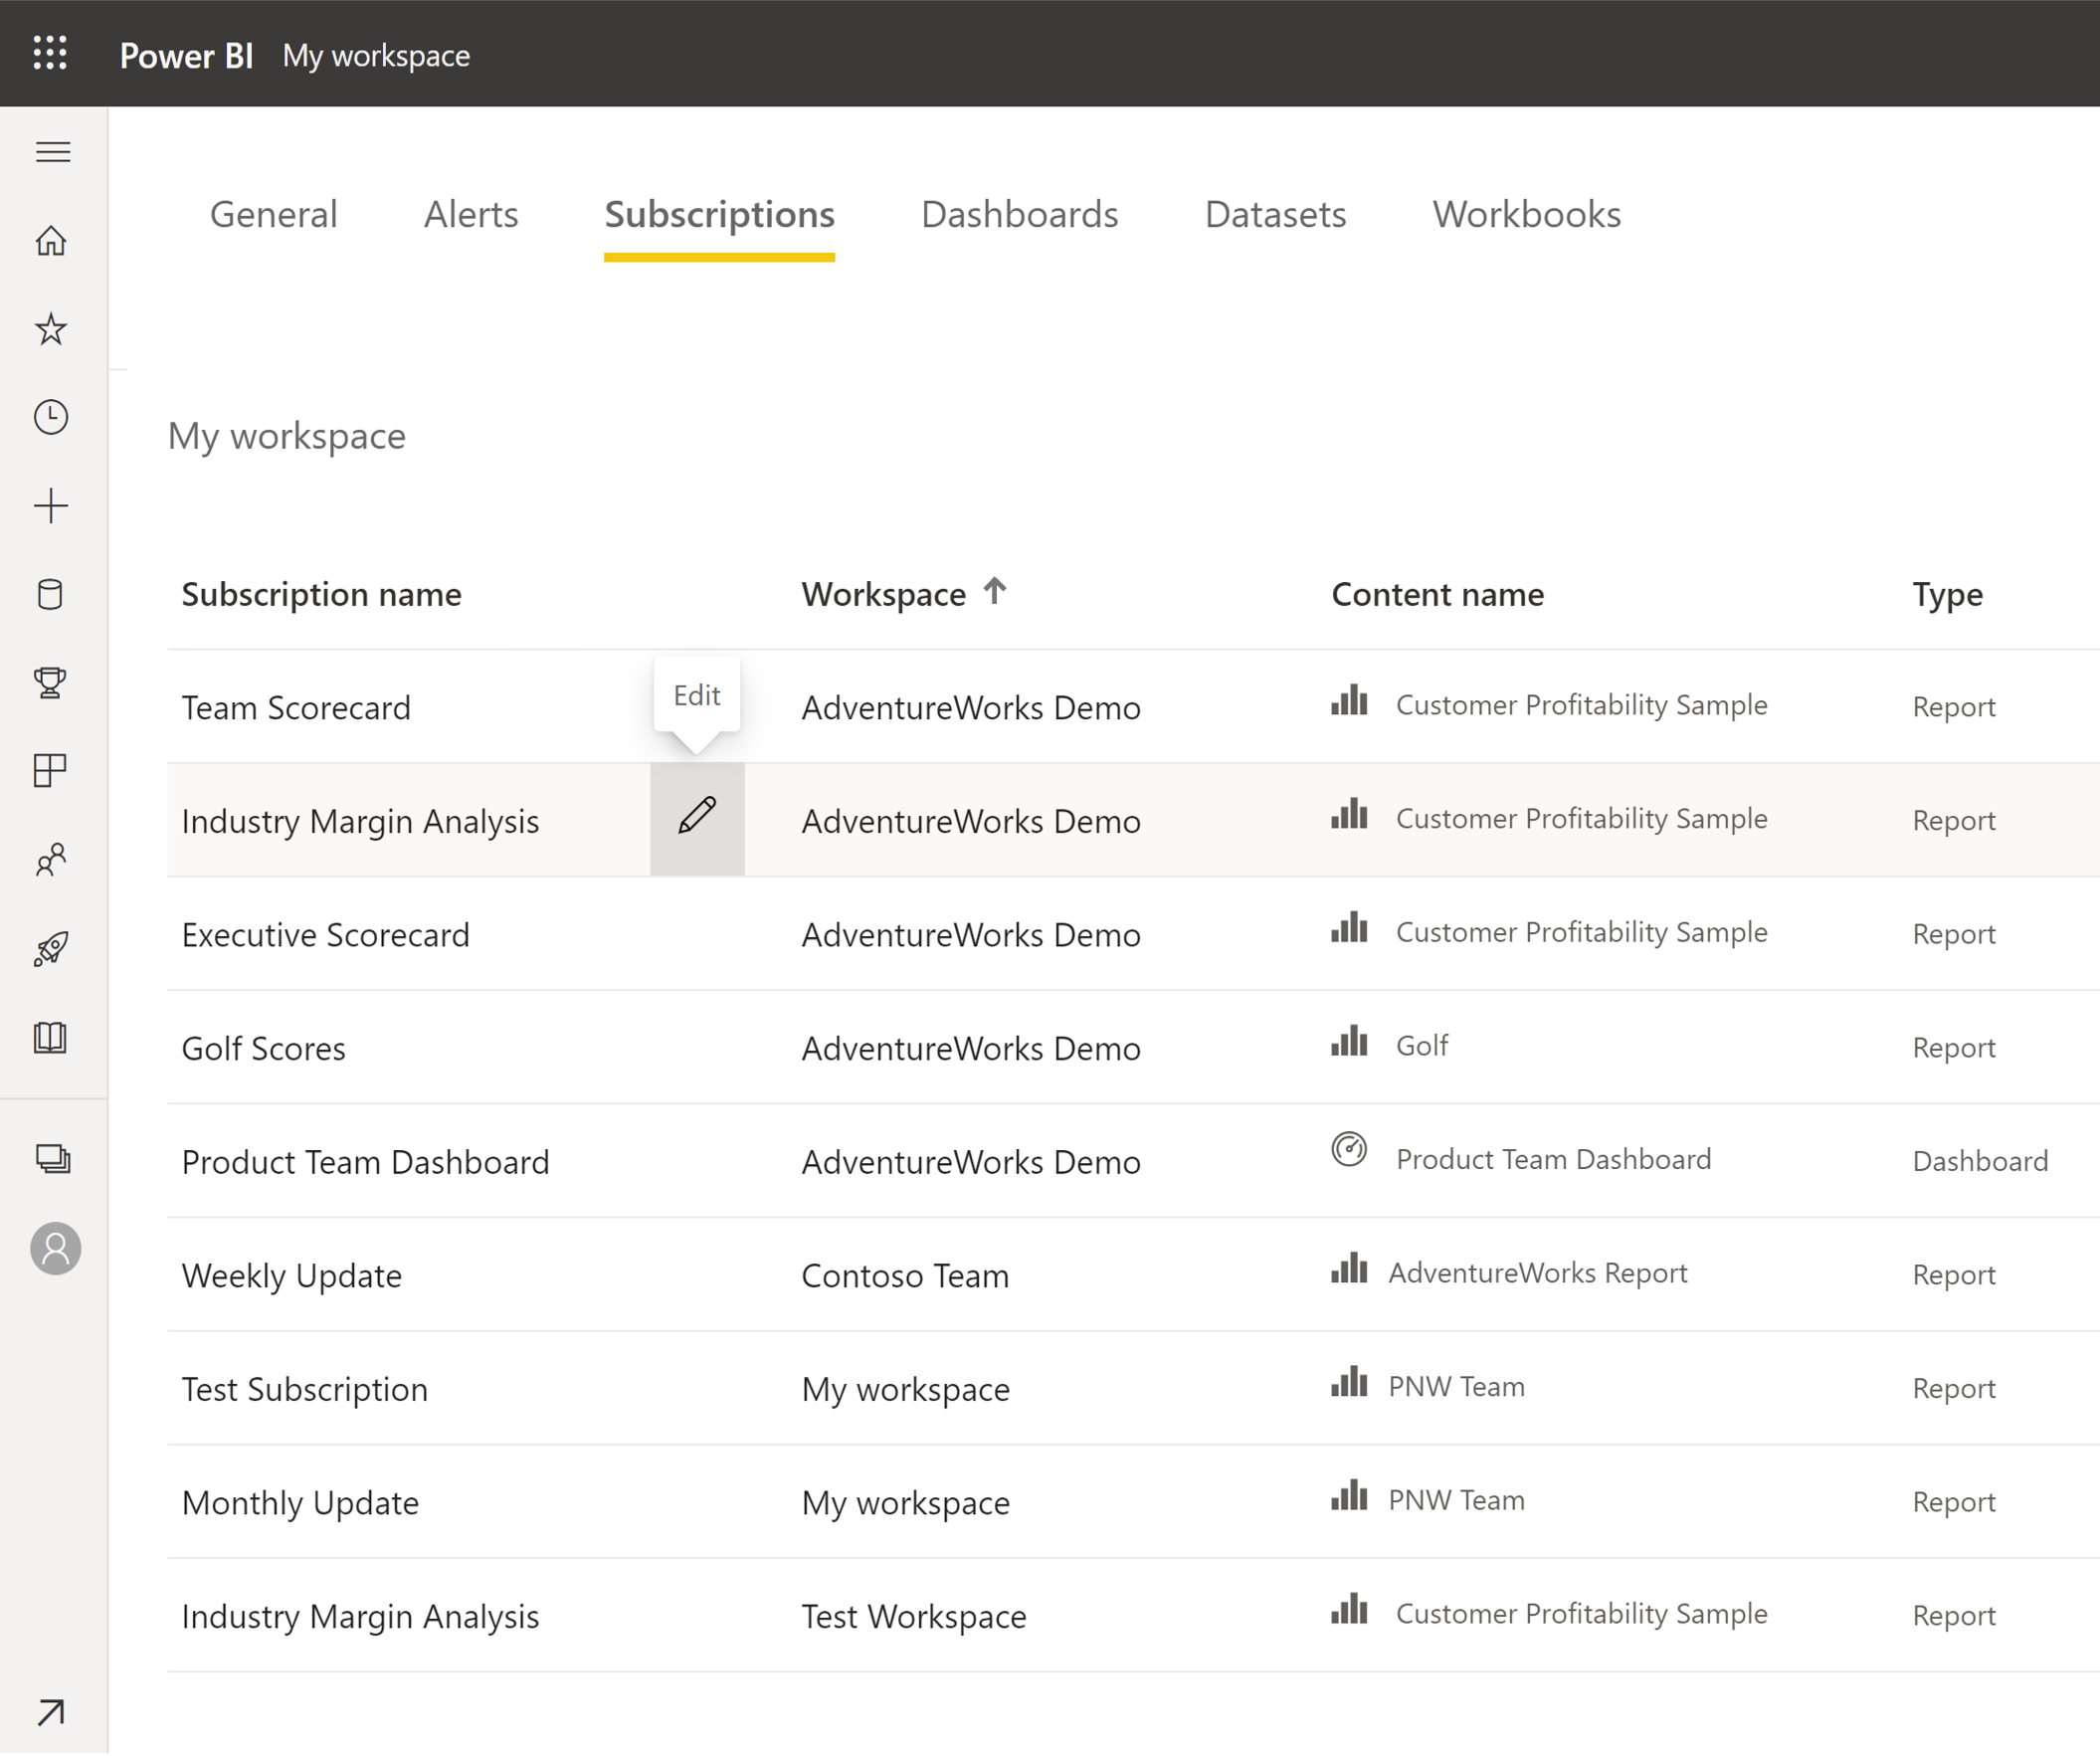 Power BI My workspace
General Alerts Subscriptions Dashboards Datasets Workbooks
My workspace
Subscription name Workspace Content name Type
Edit
Team Scorecard AdventureWorks Demo Customer Profitability Sample Report
Industry Margin Analysis AdventureWorks Demo Customer Profitability Sample Report
Executive Scorecard AdventureWorks Demo Customer Profitability Sample Report
Golf Scores AdventureWorks Demo Golf Report
Product Team Dashboard AdventureWorks Demo Product Team Dashboard Dashboard
Weekly Update Contoso Team AdventureWorks Report Report
Test Subscription My workspace PNW Team Report
Monthly Update My workspace PNW Team Report
Industry Margin Analysis Test Workspace Customer Profitability Sample Report